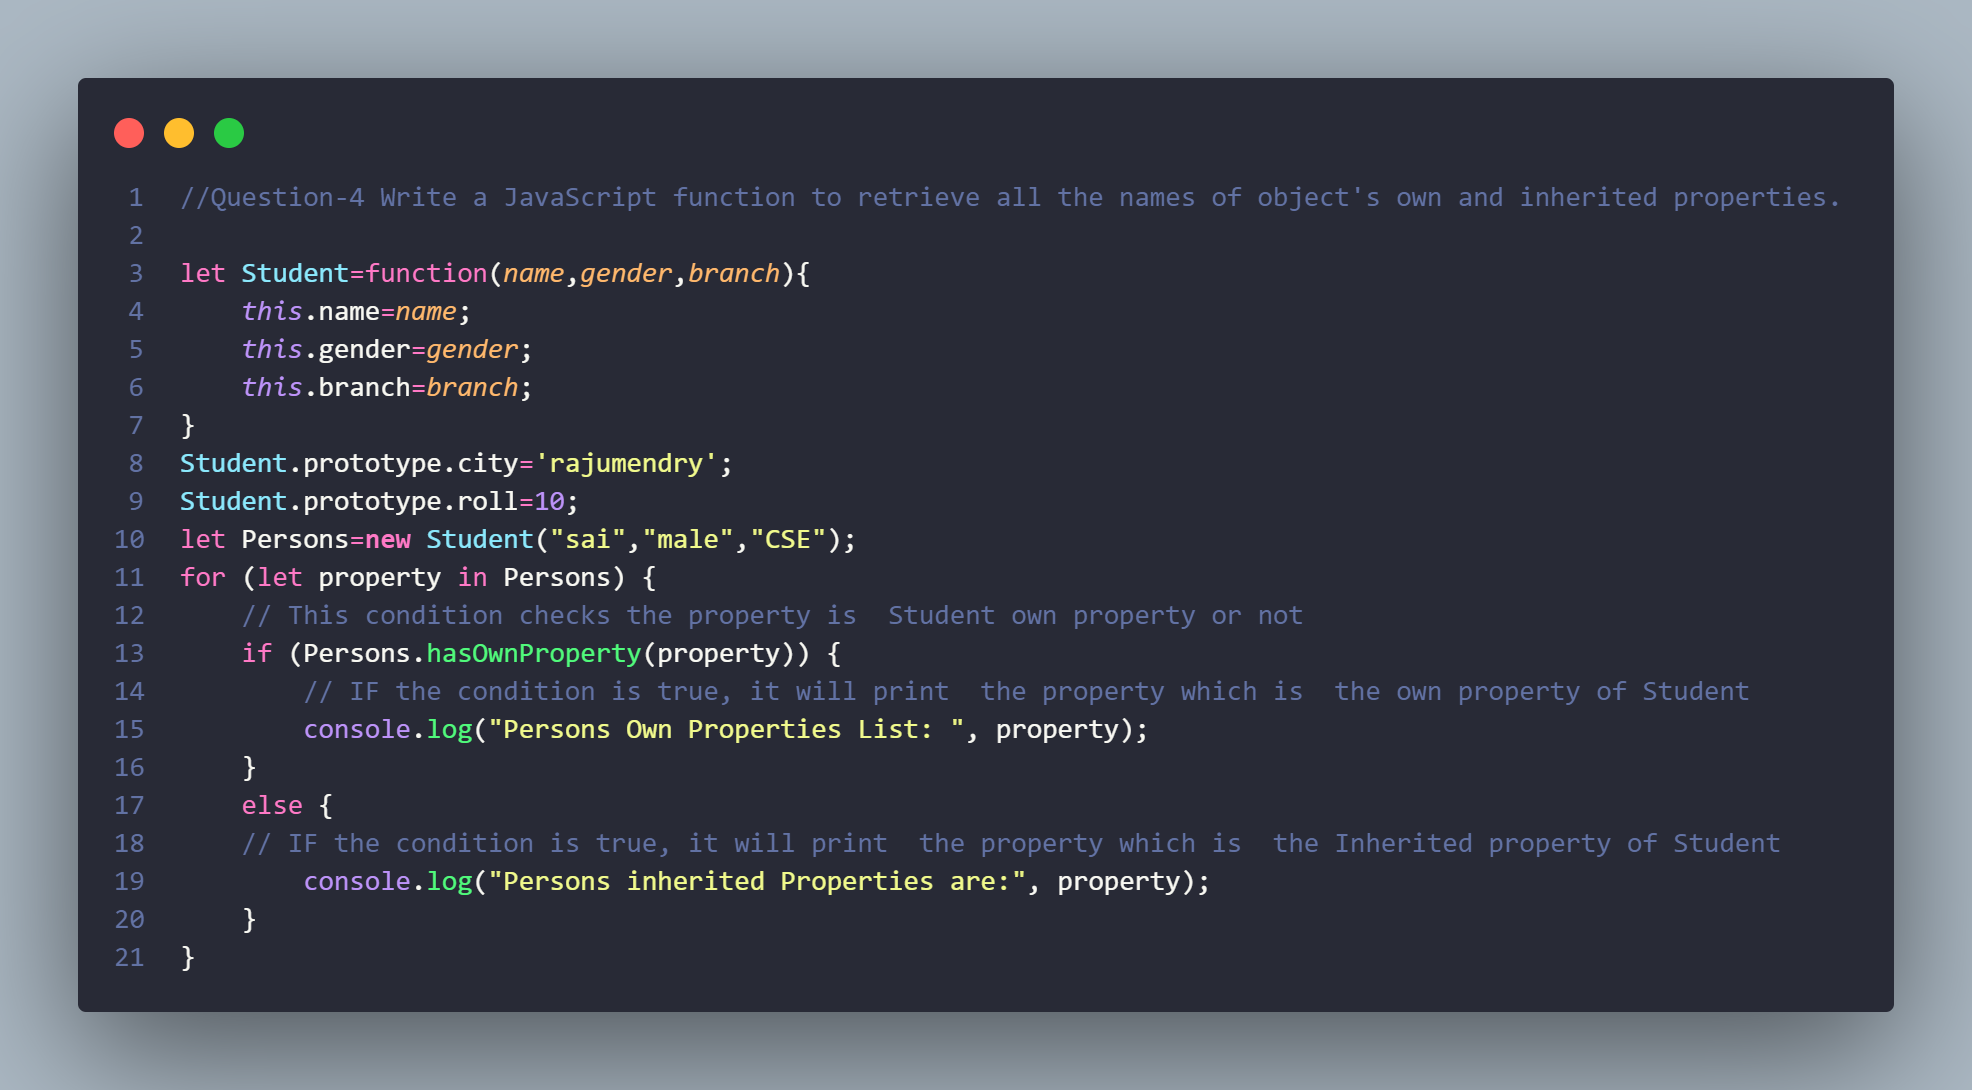 1 //Question-4 Write a JavaScript function to retrieve all the names of object's own and inherited properties.
2
3 let Student=function(name,gender,branch){
4     this.name=name;
5     this.gender=gender;
6     this.branch=branch;
7 }
8 Student.prototype.city='rajumendry';
9 Student.prototype.roll=10;
10 let Persons=new Student("sai","male","CSE");
11 for (let property in Persons) {
12     // This condition checks the property is  Student own property or not
13     if (Persons.hasOwnProperty(property)) {
14         // IF the condition is true, it will print  the property which is  the own property of Student
15         console.log("Persons Own Properties List: ", property);
16     }
17     else {
18     // IF the condition is true, it will print  the property which is  the Inherited property of Student
19         console.log("Persons inherited Properties are:", property);
20     }
21 }